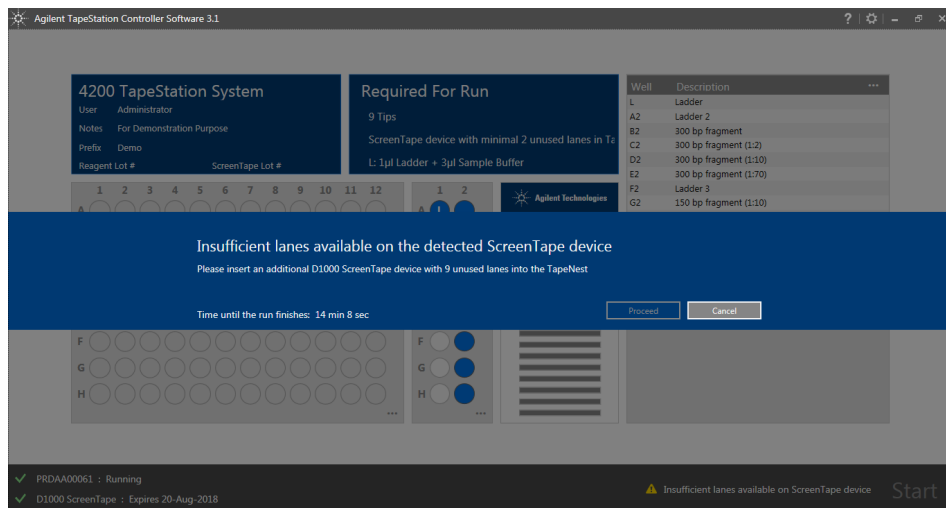 Agilent TapeStation Controller Software 3.1
?
4200 TapeStation System
User Administrator
Notes For Demonstration Purpose
Prefix Demo
Reagent Lot # ScreenTape Lot #
Required For Run
9 Tips
ScreenTape device with minimal 2 unused lanes in Ta
L: 1µl Ladder + 3µl Sample Buffer
Well Description ...
L Ladder
A2 Ladder 2
B2 300 bp fragment
C2 300 bp fragment (1:2)
D2 300 bp fragment (1:10)
E2 300 bp fragment (1:70)
F2 Ladder 3
G2 150 bp fragment (1:10)
1 2 3 4 5 6 7 8 9 10 11 12
A
1 2
A L
Agilent Technologies
Insufficient lanes available on the detected ScreenTape device
Please insert an additional D1000 ScreenTape device with 9 unused lanes into the TapeNest
Time until the run finishes: 14 min 8 sec
Proceed
Cancel
F
G
H
...
F
G
H
...
PRDAA00061 : Running
D1000 ScreenTape : Expires 20-Aug-2018
Insufficient lanes available on ScreenTape device
Start